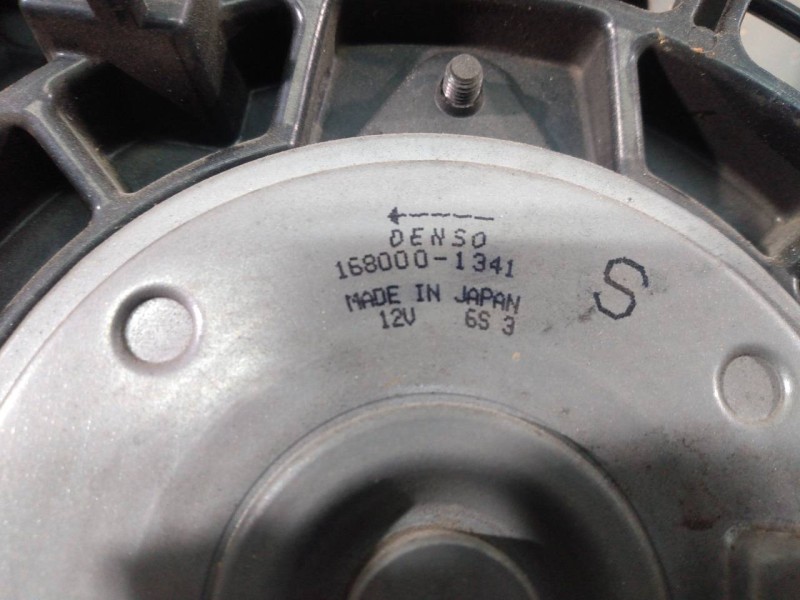 DENSO
168000-1341
S
MADE IN JAPAN
12V 6S 3